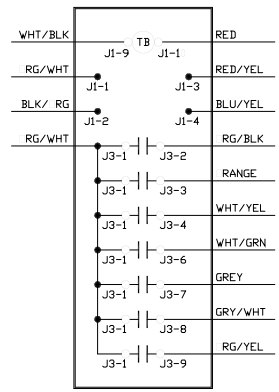 WHT/BLK TB RED
J1-9 J1-1
RG/WHT RED/YEL
J1-1 J1-3
BLK/ RG BLU/YEL
J1-2 J1-4
RG/WHT RG/BLK
J3-1 J3-2
RANGE
J3-1 J3-3
WHT/YEL
J3-1 J3-4
WHT/GRN
J3-1 J3-6
GREY
J3-1 J3-7
GRY/WHT
J3-1 J3-8
RG/YEL
J3-1 J3-9